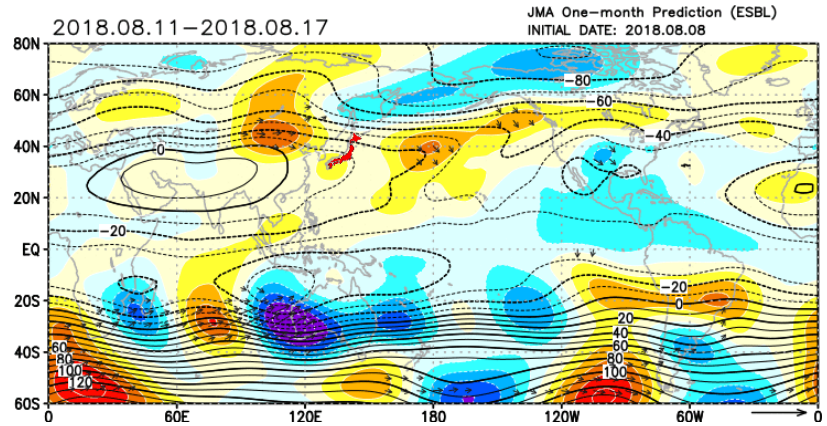 2018.08.11−2018.08.17
JMA One−month Prediction (ESBL)
INITIAL DATE: 2018.08.08
80N
60N
40N
20N
EQ
20S
40S
60S
0 60E 120E 180 120W 60W 0
−80
−60
−40
0
−20
−20
0
20
40
60
80
100
60
80
100
120
0